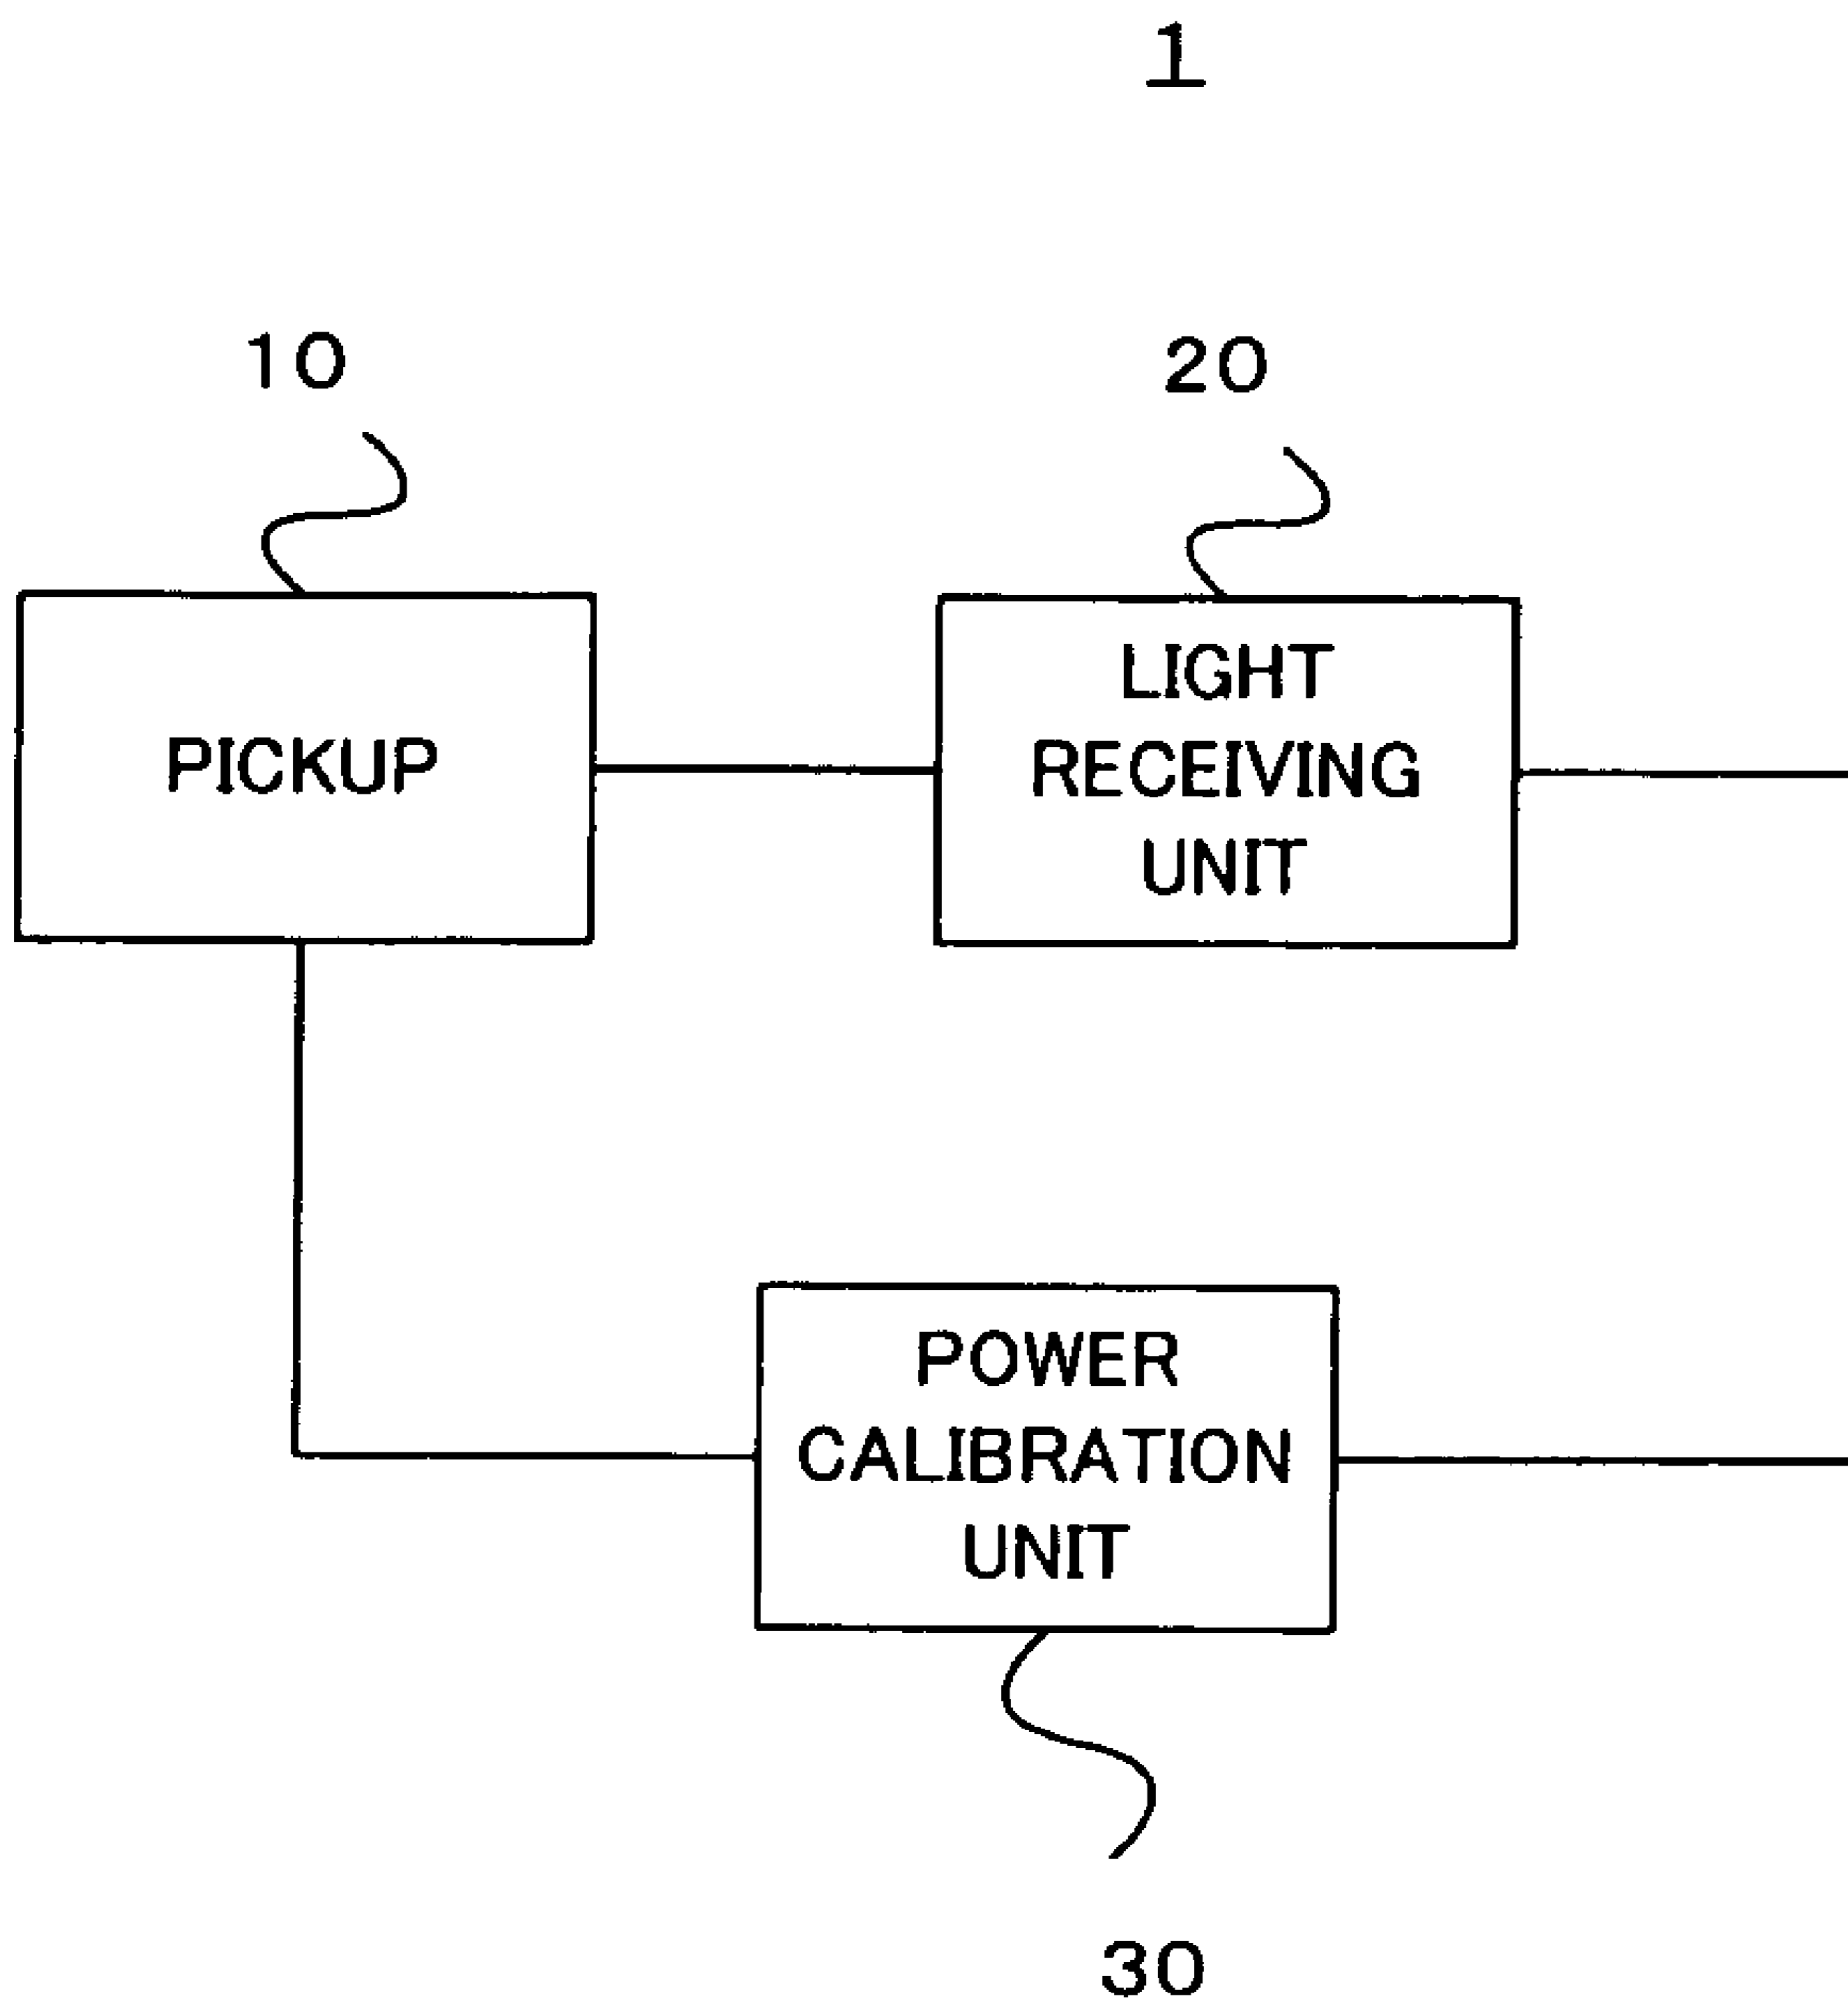 1
10
20
PICKUP
LIGHT
RECEIVING
UNIT
POWER
CALIBRATION
UNIT
30